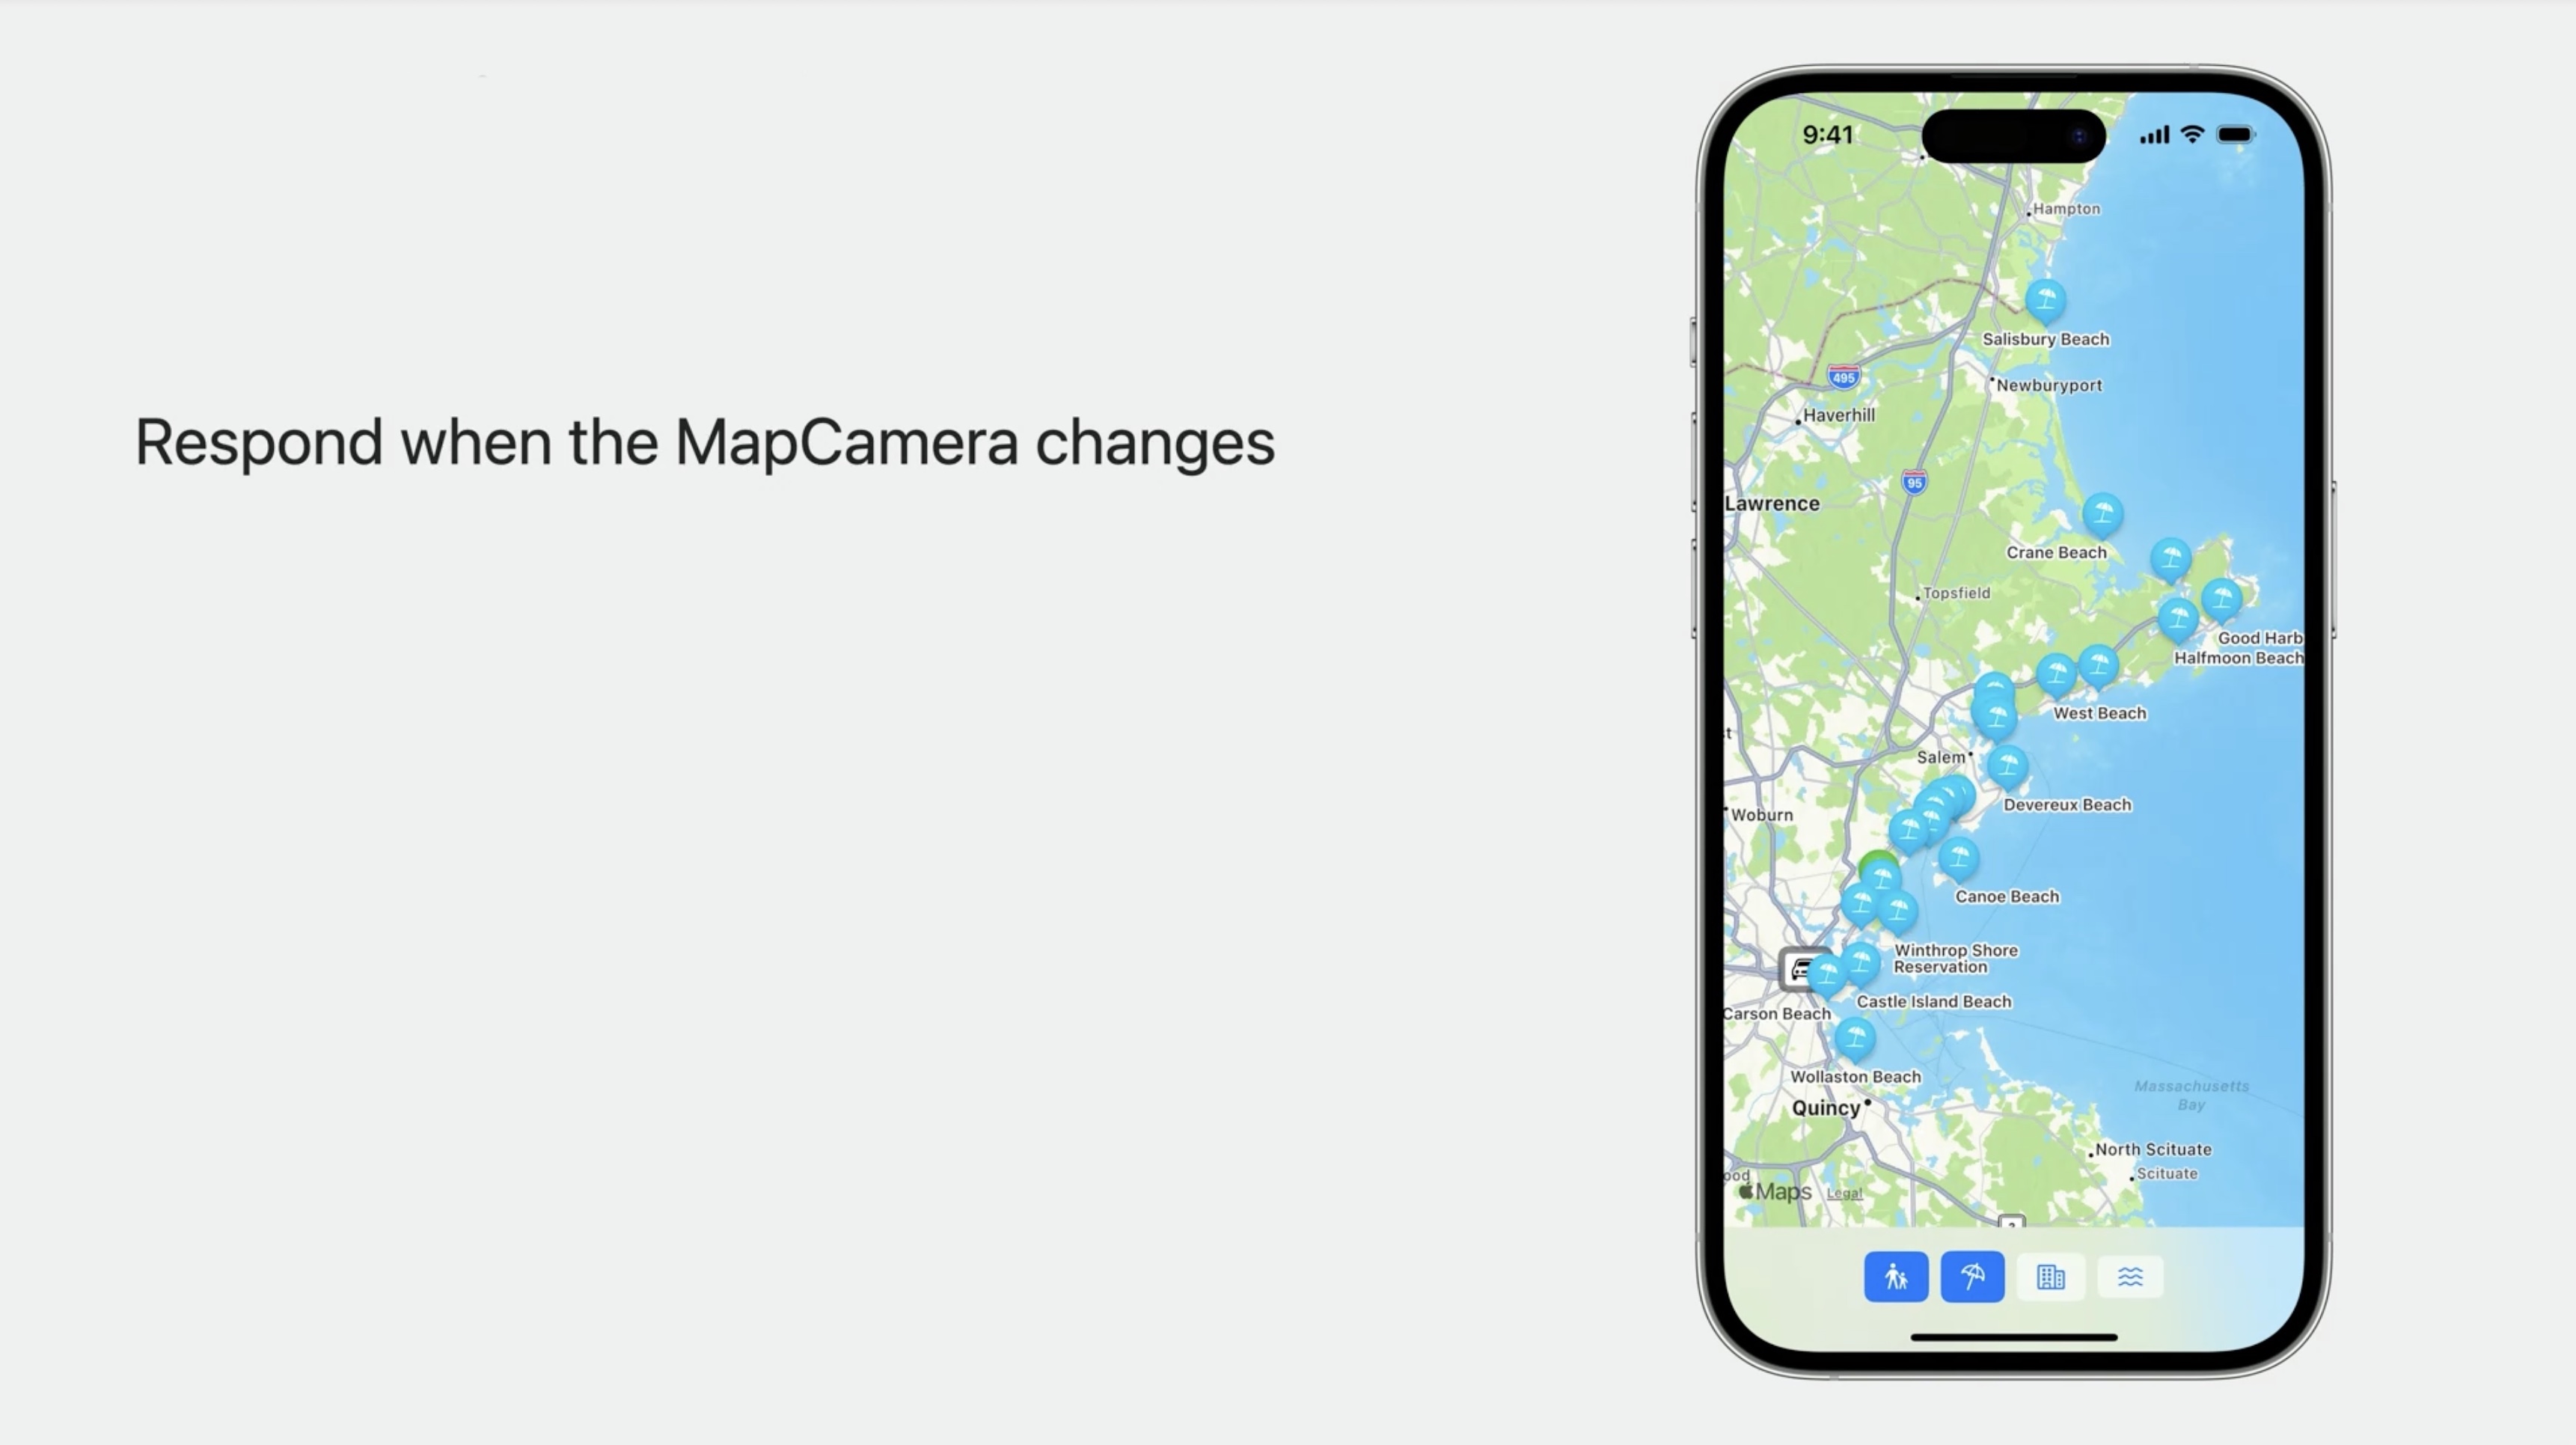 Respond when the MapCamera changes
9:41
Hampton
Salisbury Beach
495
Newburyport
Haverhill
95
Lawrence
Crane Beach
Topsfield
Good Harb
Halfmoon Beach
West Beach
Salem
Devereux Beach
Woburn
Canoe Beach
Winthrop Shore
Reservation
Castle Island Beach
Carson Beach
Wollaston Beach
Quincy
Massachusetts
Bay
North Scituate
Scituate
ood
Maps Legal